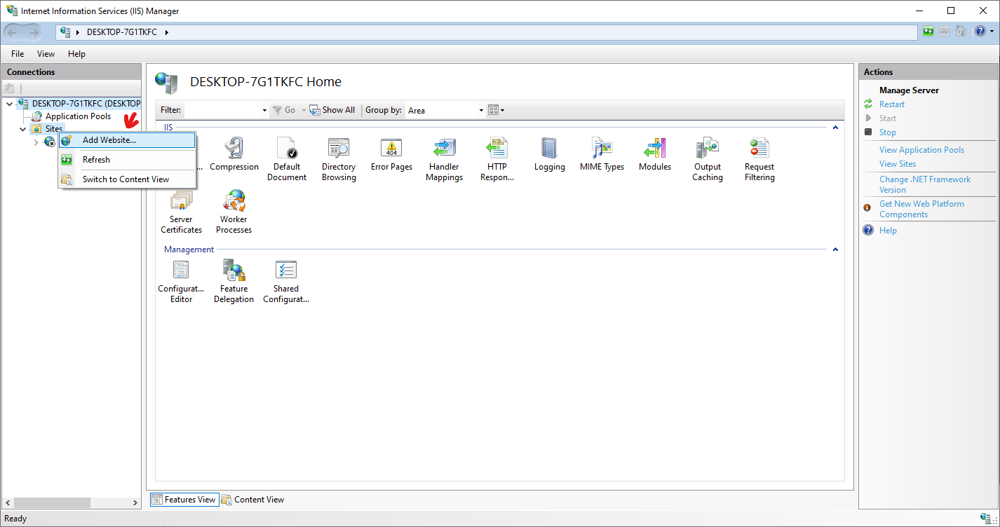 Internet Information Services (IIS) Manager
DESKTOP-7G1TKFC
File View Help
Connections
DESKTOP-7G1TKFC (DESKTOP
Application Pools
Sites
Add Website...
Refresh
Switch to Content View
DESKTOP-7G1TKFC Home
Filter: Go Show All Group by: Area
IIS
... Compression Default Document Directory Browsing Error Pages Handler Mappings HTTP Respon... Logging MIME Types Modules Output Caching Request Filtering
404
Server Certificates Worker Processes
Management
Configurat... Editor Feature Delegation Shared Configurat...
Features View Content View
Actions
Manage Server
Restart
Start
Stop
View Application Pools
View Sites
Change .NET Framework
Version
Get New Web Platform
Components
Help
Ready